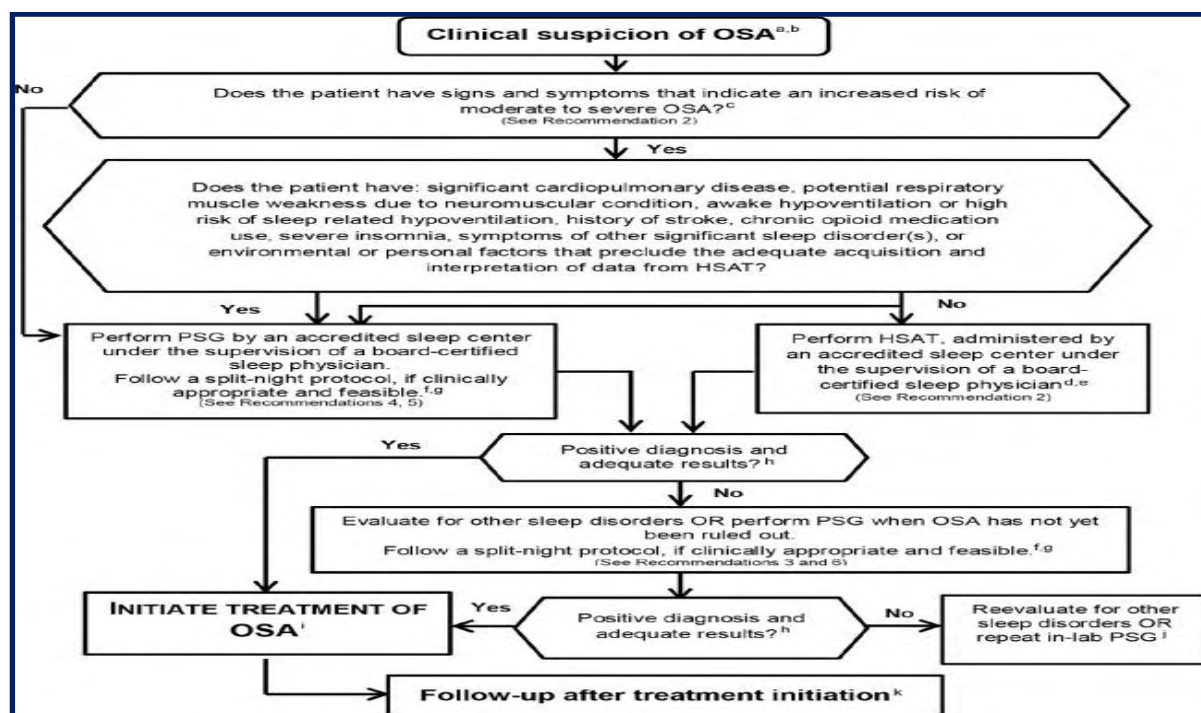 Clinical suspicion of OSAa,b
No
Does the patient have signs and symptoms that indicate an increased risk of
moderate to severe OSA?c
(See Recommendation 2)
Yes
Does the patient have: significant cardiopulmonary disease, potential respiratory
muscle weakness due to neuromuscular condition, awake hypoventilation or high
risk of sleep related hypoventilation, history of stroke, chronic opioid medication
use, severe insomnia, symptoms of other significant sleep disorder(s), or
environmental or personal factors that preclude the adequate acquisition and
interpretation of data from HSAT?
Yes
No
Perform PSG by an accredited sleep center
under the supervision of a board-certified
sleep physician.
Follow a split-night protocol, if clinically
appropriate and feasible.f,g
(See Recommendations 4, 5)
Perform HSAT, administered by
an accredited sleep center under
the supervision of a board-
certified sleep physiciand,e
(See Recommendation 2)
Yes
Positive diagnosis and
adequate results?h
No
Evaluate for other sleep disorders OR perform PSG when OSA has not yet
been ruled out.
Follow a split-night protocol, if clinically appropriate and feasible.f,g
(See Recommendations 3 and 6)
INITIATE TREATMENT OF
OSAi
Yes
Positive diagnosis and
adequate results?h
No
Reevaluate for other
sleep disorders OR
repeat in-lab PSGj
Follow-up after treatment initiationk